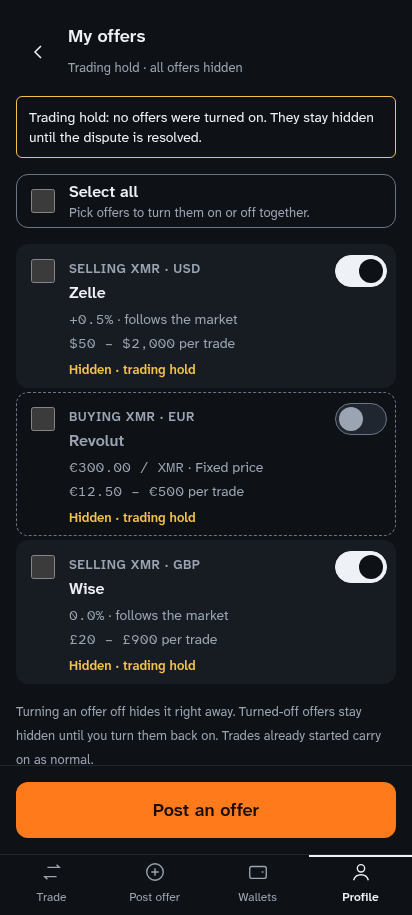 My offers
Trading hold · all offers hidden
Trading hold: no offers were turned on. They stay hidden
until the dispute is resolved.
Select all
Pick offers to turn them on or off together.
SELLING XMR · USD
Zelle
+0.5% · follows the market
$50 – $2,000 per trade
Hidden · trading hold
BUYING XMR · EUR
Revolut
€300.00 / XMR · Fixed price
€12.50 – €500 per trade
Hidden · trading hold
SELLING XMR · GBP
Wise
0.0% · follows the market
£20 – £900 per trade
Hidden · trading hold
Turning an offer off hides it right away. Turned-off offers stay
hidden until you turn them back on. Trades already started carry
on as normal.
Post an offer
Trade
Post offer
Wallets
Profile